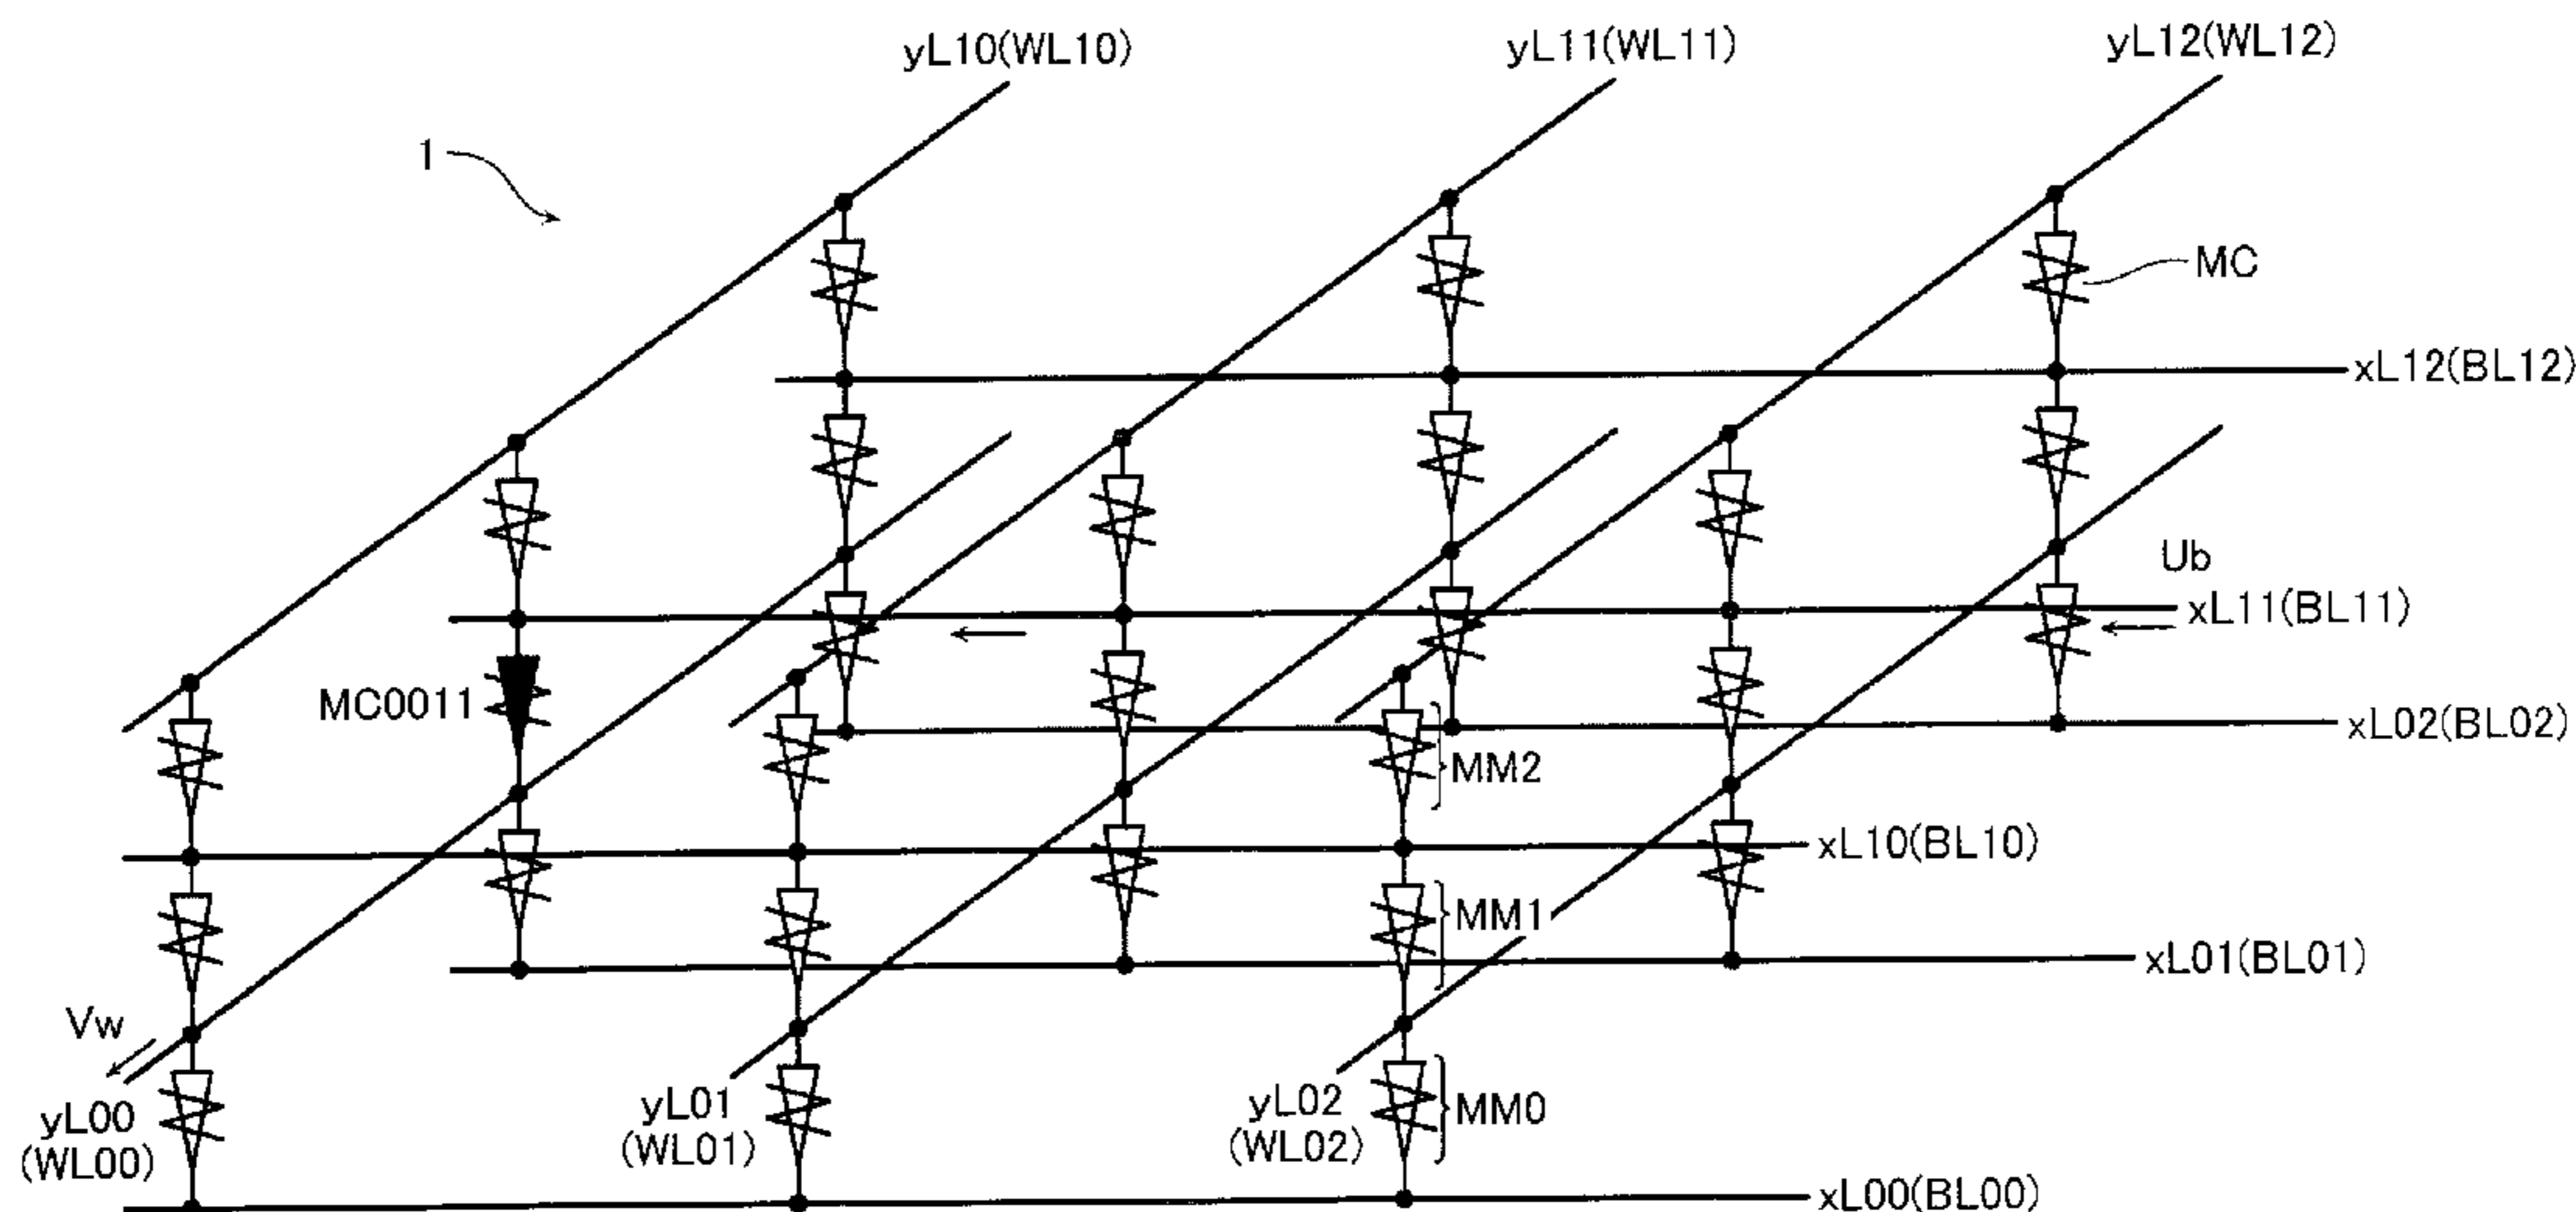 yL10(WL10)
yL11(WL11)
yL12(WL12)
1
MC
xL12(BL12)
Ub
xL11(BL11)
MC0011
xL02(BL02)
MM2
xL10(BL10)
MM1
xL01(BL01)
Vw
yL00
(WL00)
yL01
(WL01)
yL02
(WL02)
MM0
xL00(BL00)